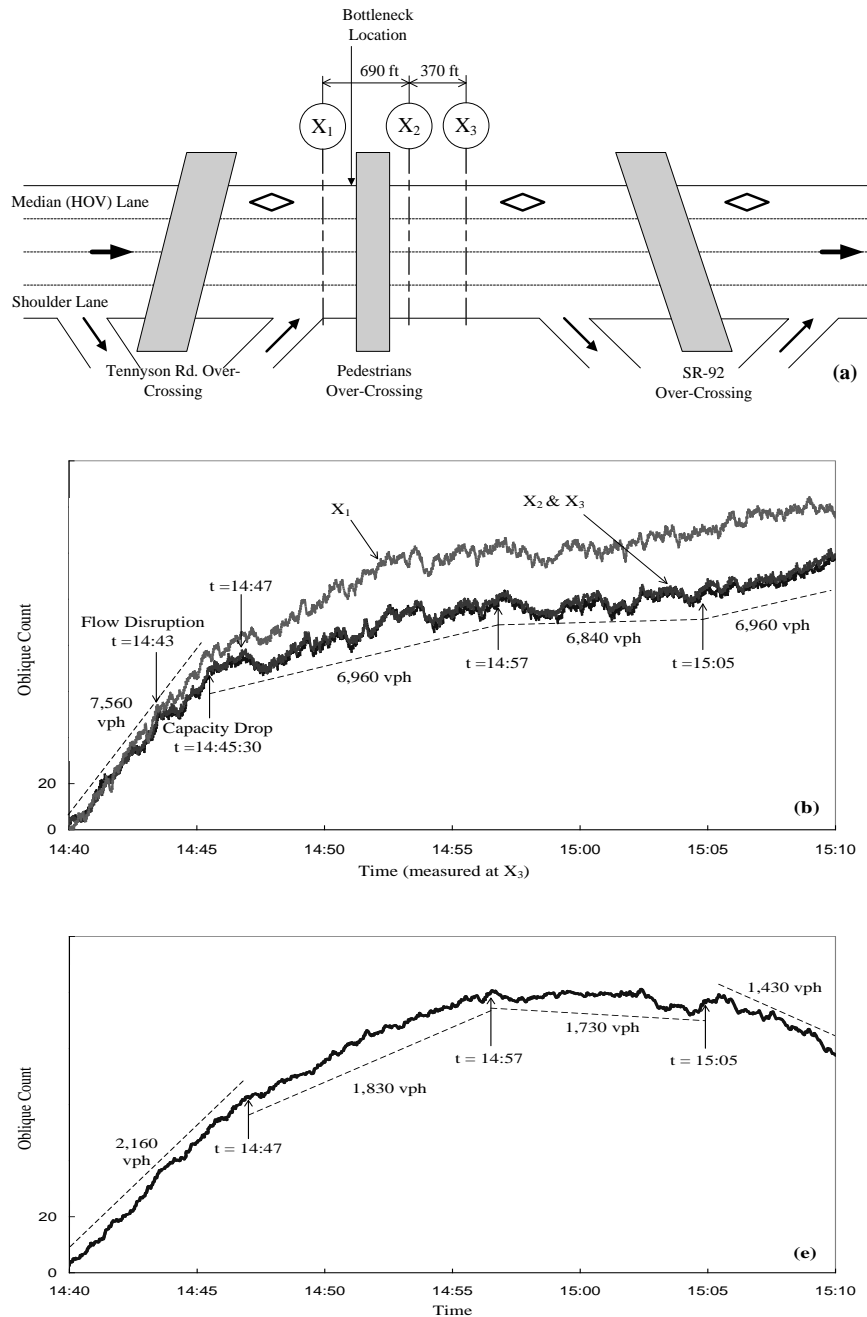 Bottleneck
Location
690 ft
370 ft
X₁
X₂
X₃
Median (HOV) Lane
Shoulder Lane
Tennyson Rd. Over-
Crossing
Pedestrians
Over-Crossing
SR-92
Over-Crossing
(a)
Oblique Count
X₁
X₂ & X₃
t =14:47
Flow Disruption
t =14:43
7,560
vph
6,960 vph
6,840 vph
6,960 vph
t =14:57
t =15:05
Capacity Drop
t =14:45:30
20
0
(b)
14:40
14:45
14:50
14:55
15:00
15:05
15:10
Time (measured at X₃)
Oblique Count
2,160
vph
t = 14:47
1,830 vph
t = 14:57
1,730 vph
t = 15:05
1,430 vph
20
0
(e)
14:40
14:45
14:50
14:55
15:00
15:05
15:10
Time